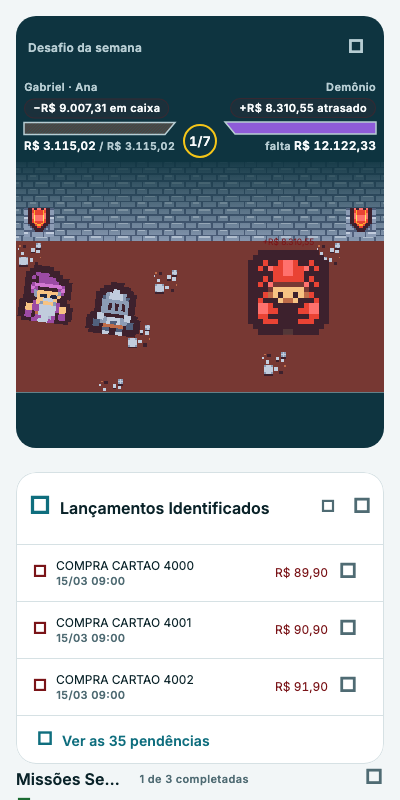 Desafio da semana
Gabriel · Ana
Demônio
−R$ 9.007,31 em caixa
+R$ 8.310,55 atrasado
R$ 3.115,02 / R$ 3.115,02
1/7
falta R$ 12.122,33
Lançamentos Identificados
COMPRA CARTAO 4000
R$ 89,90
15/03 09:00
COMPRA CARTAO 4001
R$ 90,90
15/03 09:00
COMPRA CARTAO 4002
R$ 91,90
15/03 09:00
Ver as 35 pendências
Missões Se...
1 de 3 completadas